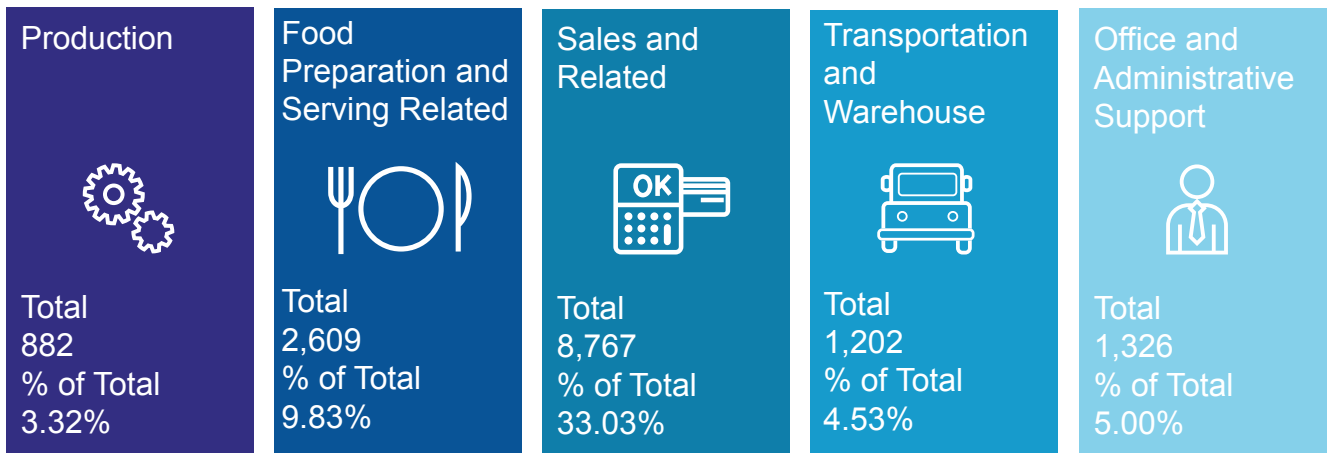 Production
Total
882
% of Total
3.32%
Food
Preparation and
Serving Related
Total
2,609
% of Total
9.83%
Sales and
Related
OK
Total
8,767
% of Total
33.03%
Transportation
and
Warehouse
Total
1,202
% of Total
4.53%
Office and
Administrative
Support
Total
1,326
% of Total
5.00%